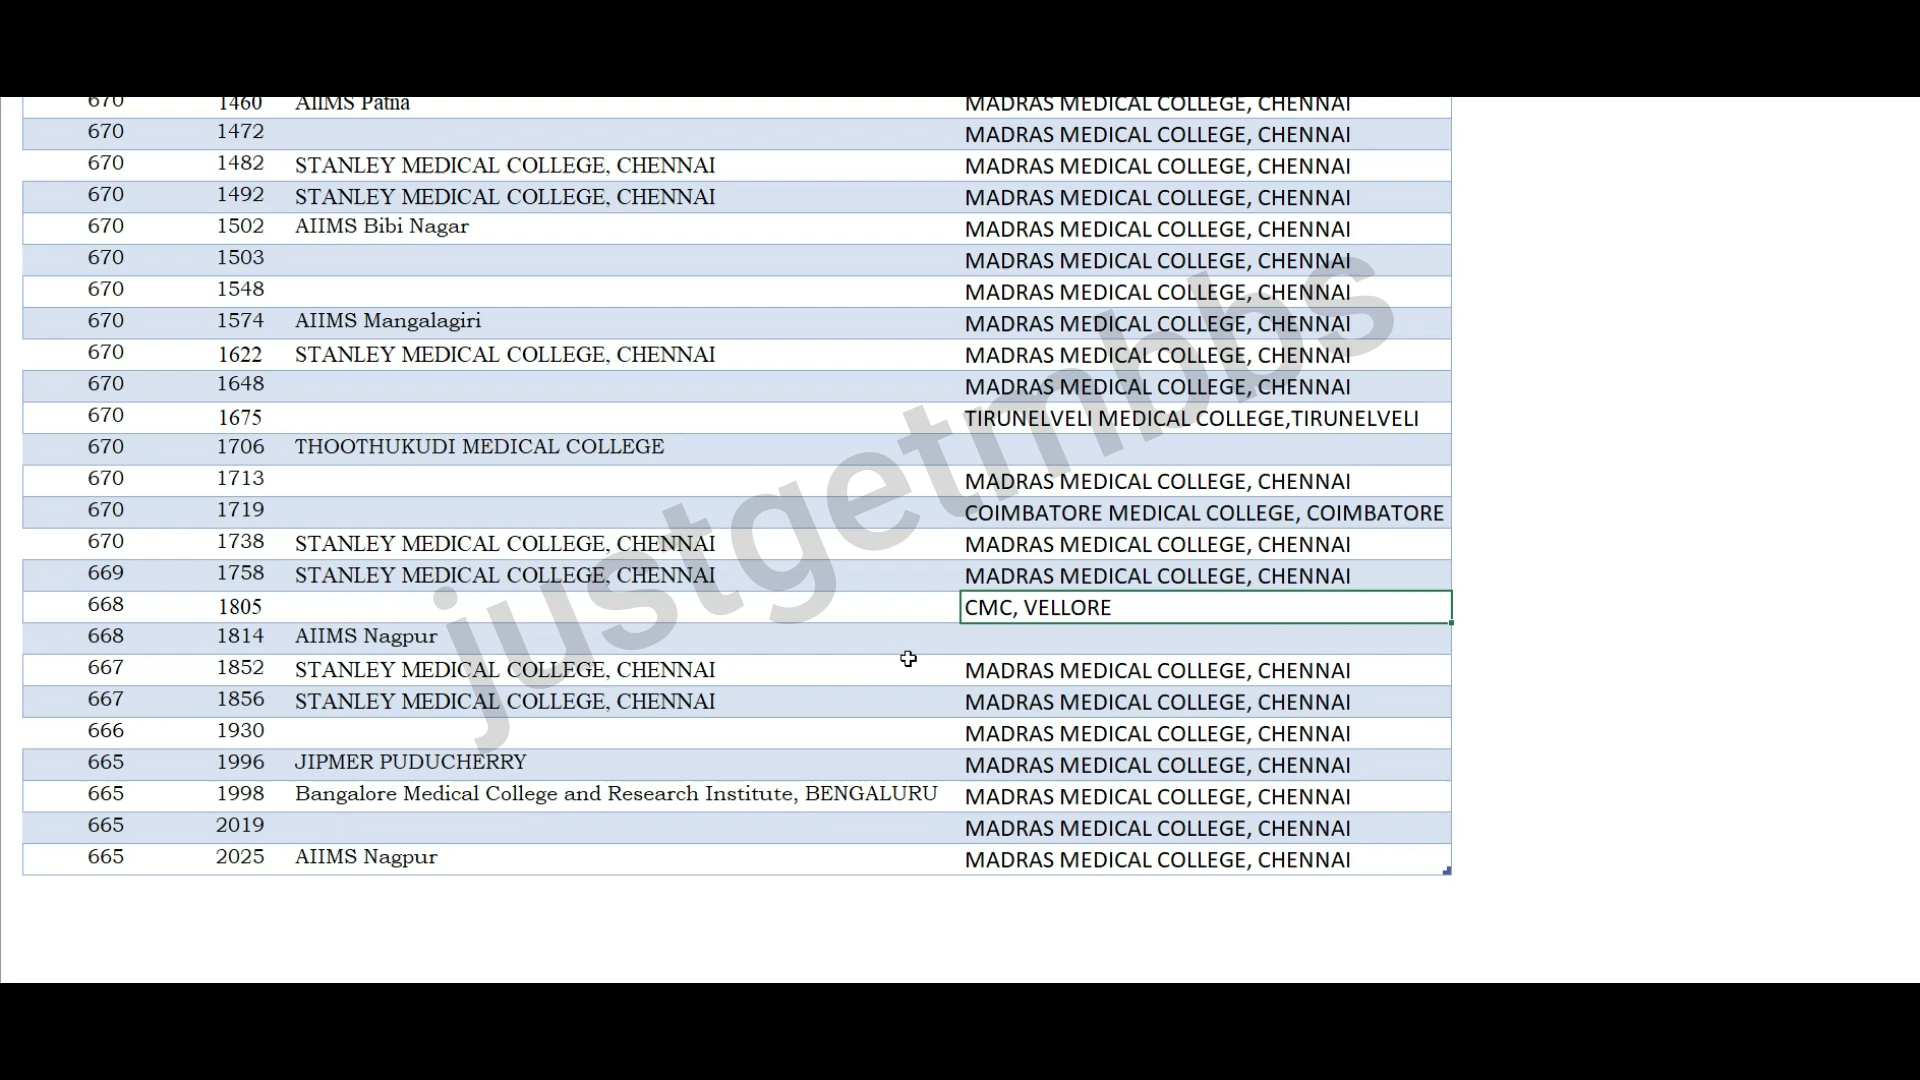 670 1460 AIIMS Patna MADRAS MEDICAL COLLEGE, CHENNAI
670 1472 MADRAS MEDICAL COLLEGE, CHENNAI
670 1482 STANLEY MEDICAL COLLEGE, CHENNAI MADRAS MEDICAL COLLEGE, CHENNAI
670 1492 STANLEY MEDICAL COLLEGE, CHENNAI MADRAS MEDICAL COLLEGE, CHENNAI
670 1502 AIIMS Bibi Nagar MADRAS MEDICAL COLLEGE, CHENNAI
670 1503 MADRAS MEDICAL COLLEGE, CHENNAI
670 1548 MADRAS MEDICAL COLLEGE, CHENNAI
670 1574 AIIMS Mangalagiri MADRAS MEDICAL COLLEGE, CHENNAI
670 1622 STANLEY MEDICAL COLLEGE, CHENNAI MADRAS MEDICAL COLLEGE, CHENNAI
670 1648 MADRAS MEDICAL COLLEGE, CHENNAI
670 1675 TIRUNELVELI MEDICAL COLLEGE,TIRUNELVELI
670 1706 THOOTHUKUDI MEDICAL COLLEGE
670 1713 MADRAS MEDICAL COLLEGE, CHENNAI
670 1719 COIMBATORE MEDICAL COLLEGE, COIMBATORE
670 1738 STANLEY MEDICAL COLLEGE, CHENNAI MADRAS MEDICAL COLLEGE, CHENNAI
669 1758 STANLEY MEDICAL COLLEGE, CHENNAI MADRAS MEDICAL COLLEGE, CHENNAI
668 1805 CMC, VELLORE
668 1814 AIIMS Nagpur
667 1852 STANLEY MEDICAL COLLEGE, CHENNAI MADRAS MEDICAL COLLEGE, CHENNAI
667 1856 STANLEY MEDICAL COLLEGE, CHENNAI MADRAS MEDICAL COLLEGE, CHENNAI
666 1930 MADRAS MEDICAL COLLEGE, CHENNAI
665 1996 JIPMER PUDUCHERRY MADRAS MEDICAL COLLEGE, CHENNAI
665 1998 Bangalore Medical College and Research Institute, BENGALURU MADRAS MEDICAL COLLEGE, CHENNAI
665 2019 MADRAS MEDICAL COLLEGE, CHENNAI
665 2025 AIIMS Nagpur MADRAS MEDICAL COLLEGE, CHENNAI
justgetmbbs